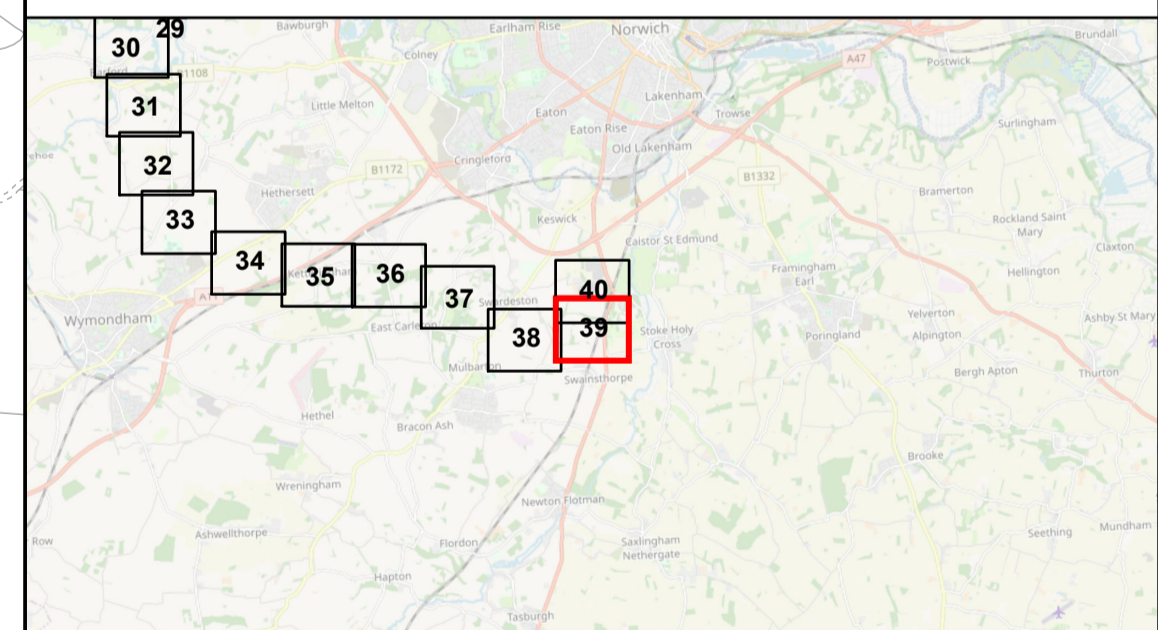 29
Bawburgh
Earlham Rise
Norwich
Brundall
30
Colney
A47
Postwick
1108
Lakenham
31
Little Melton
Eaton
Trowse
Eaton Rise
Surlingham
Old Lakenham
32
Cringleford
B1172
B1332
Hethersett
Bramerton
33
Keswick
Rockland Saint
Mary
Caistor St Edmund
Claxton
34
35
36
Framingham
Earl
Hellington
37
Swardeston
40
Wymondham
East Carle
38
39
Stoke Holy
Cross
Yelverton
Ashby St Mary
Poringland
Alpington
Mulbarton
Swainsthorpe
Bergh Apton
Thurton
Hethel
Bracon Ash
Brooke
Wreningham
Newton Flotman
Mundham
Row
Ashwellthorpe
Flordon
Saxlingham
Nethergate
Seething
Hapton
Tasburgh